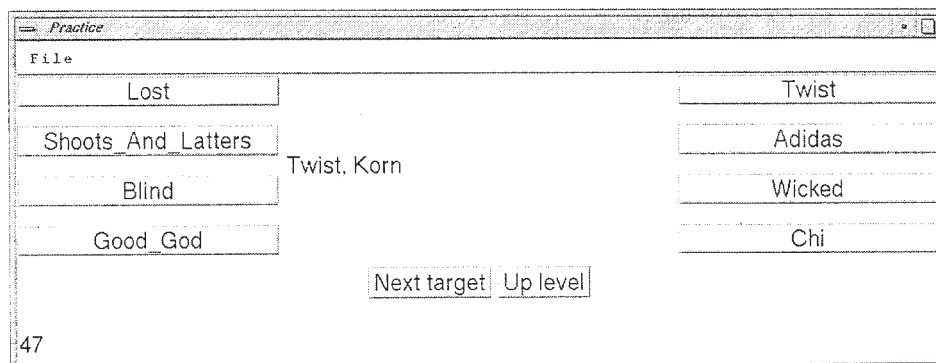 Practice
File
Lost
Twist
Shoots_And_Latters
Adidas
Twist, Korn
Blind
Wicked
Good_God
Chi
Next target
Up level
47